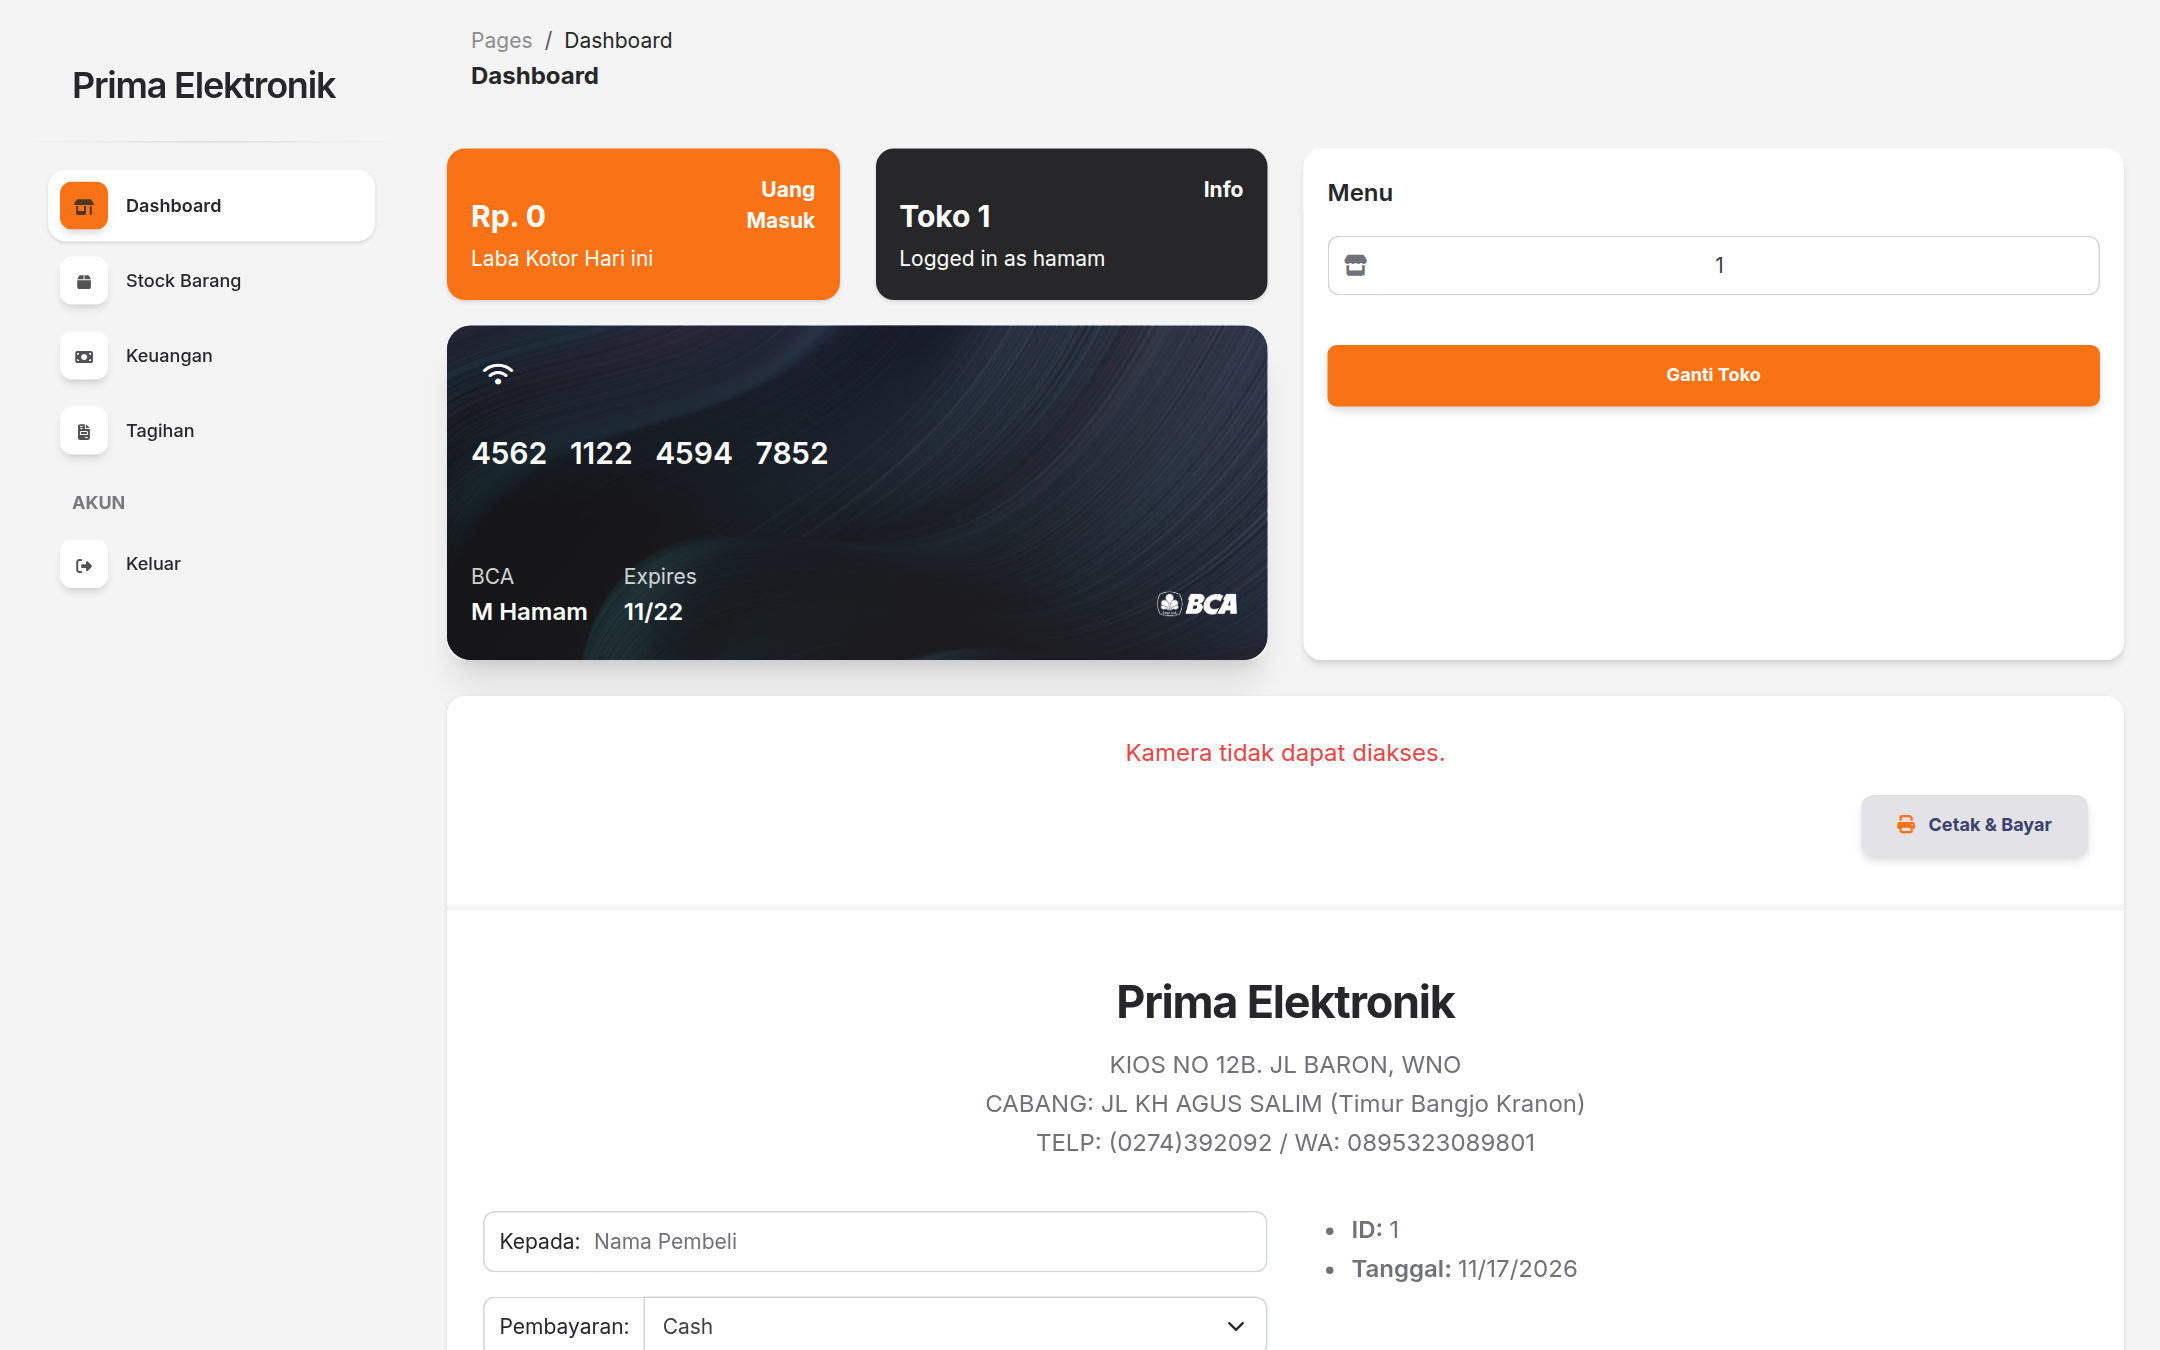 Prima Elektronik
Dashboard
Stock Barang
Keuangan
Tagihan
AKUN
Keluar
Pages / Dashboard
Dashboard
Rp. 0
Laba Kotor Hari ini
Uang
Masuk
Toko 1
Logged in as hamam
Info
4562 1122 4594 7852
BCA
M Hamam
Expires
11/22
BCA
Menu
1
Ganti Toko
Kamera tidak dapat diakses.
Cetak & Bayar
Prima Elektronik
KIOS NO 12B. JL BARON, WNO
CABANG: JL KH AGUS SALIM (Timur Bangjo Kranon)
TELP: (0274)392092 / WA: 0895323089801
Kepada: Nama Pembeli
Pembayaran: Cash
ID: 1
Tanggal: 11/17/2026